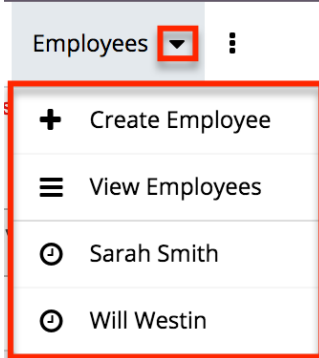 Employees
Create Employee
View Employees
Sarah Smith
Will Westin